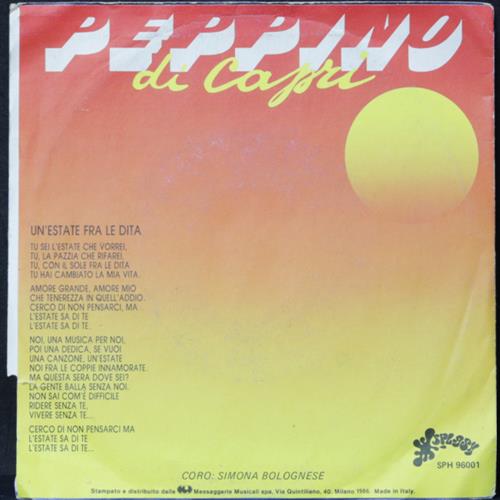 PEPPINO
di Capri
UN'ESTATE FRA LE DITA
TU SEI L'ESTATE CHE VORREI,
TU, LA PAZZIA CHE RIFAREI,
TU, CON IL SOLE FRA LE DITA
TU HAI CAMBIATO LA MIA VITA.
AMORE GRANDE, AMORE MIO
CHE TENEREZZA IN QUELL'ADDIO.
CERCO DI NON PENSARCI, MA
L'ESTATE SA DI TE
L'ESTATE SA DI TE.
NOI, UNA MUSICA PER NOI,
POI UNA DEDICA, SE VUOI
UNA CANZONE, UN'ESTATE
NOI FRA LE COPPIE INNAMORATE.
MA QUESTA SERA DOVE SEI?
LA GENTE BALLA SENZA NOI.
NON SAI COM'È DIFFICILE
RIDERE SENZA TE,
VIVERE SENZA TE...
CERCO DI NON PENSARCI MA
L'ESTATE SA DI TE
L'ESTATE SA DI TE...
SPLASH
SPH 96001
CORO: SIMONA BOLOGNESE
Stampato e distribuito dalle Messaggerie Musicali spa, Via Quintiliano, 40, Milano 1986. Made in Italy.